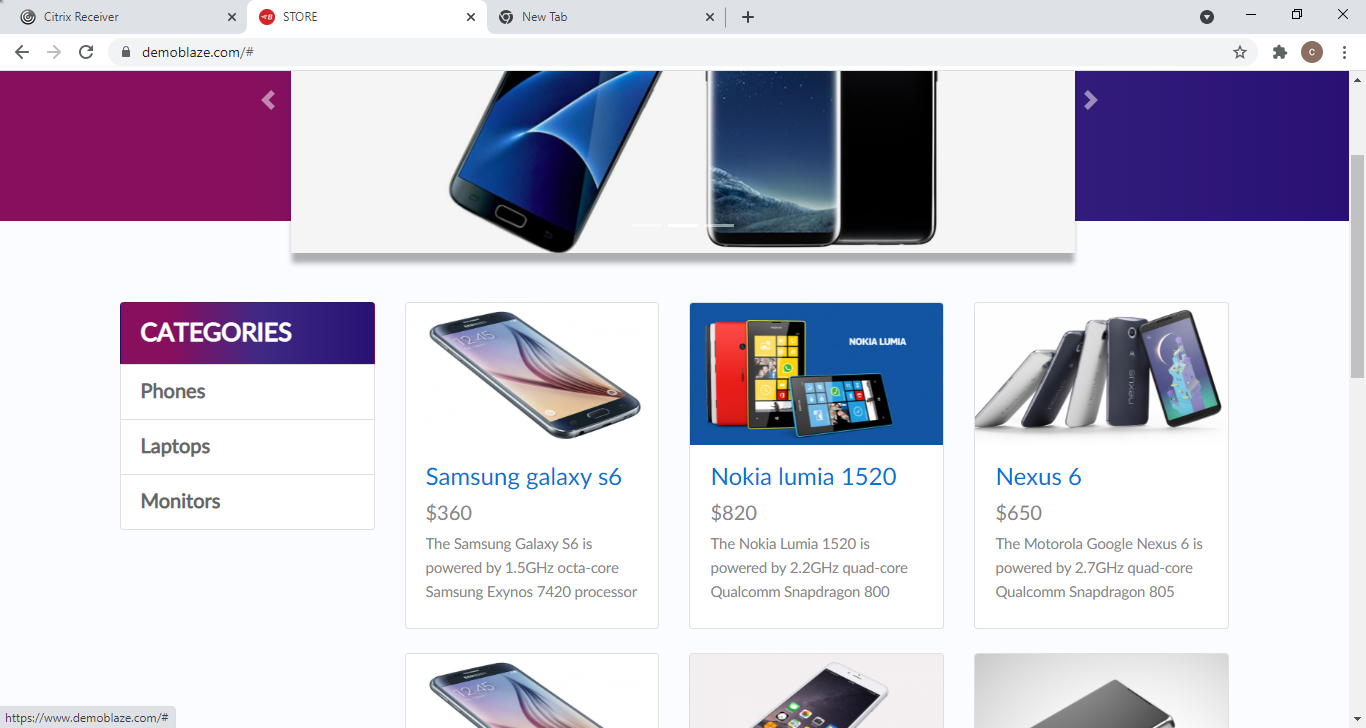 Citrix Receiver
STORE
New Tab
demoblaze.com/#
C
CATEGORIES
Phones
Laptops
Monitors
12:45
Samsung galaxy s6
$360
The Samsung Galaxy S6 is
powered by 1.5GHz octa-core
Samsung Exynos 7420 processor
NOKIA LUMIA
Nokia lumia 1520
$820
The Nokia Lumia 1520 is
powered by 2.2GHz quad-core
Qualcomm Snapdragon 800
nexus
Nexus 6
$650
The Motorola Google Nexus 6 is
powered by 2.7GHz quad-core
Qualcomm Snapdragon 805
https://www.demoblaze.com/#